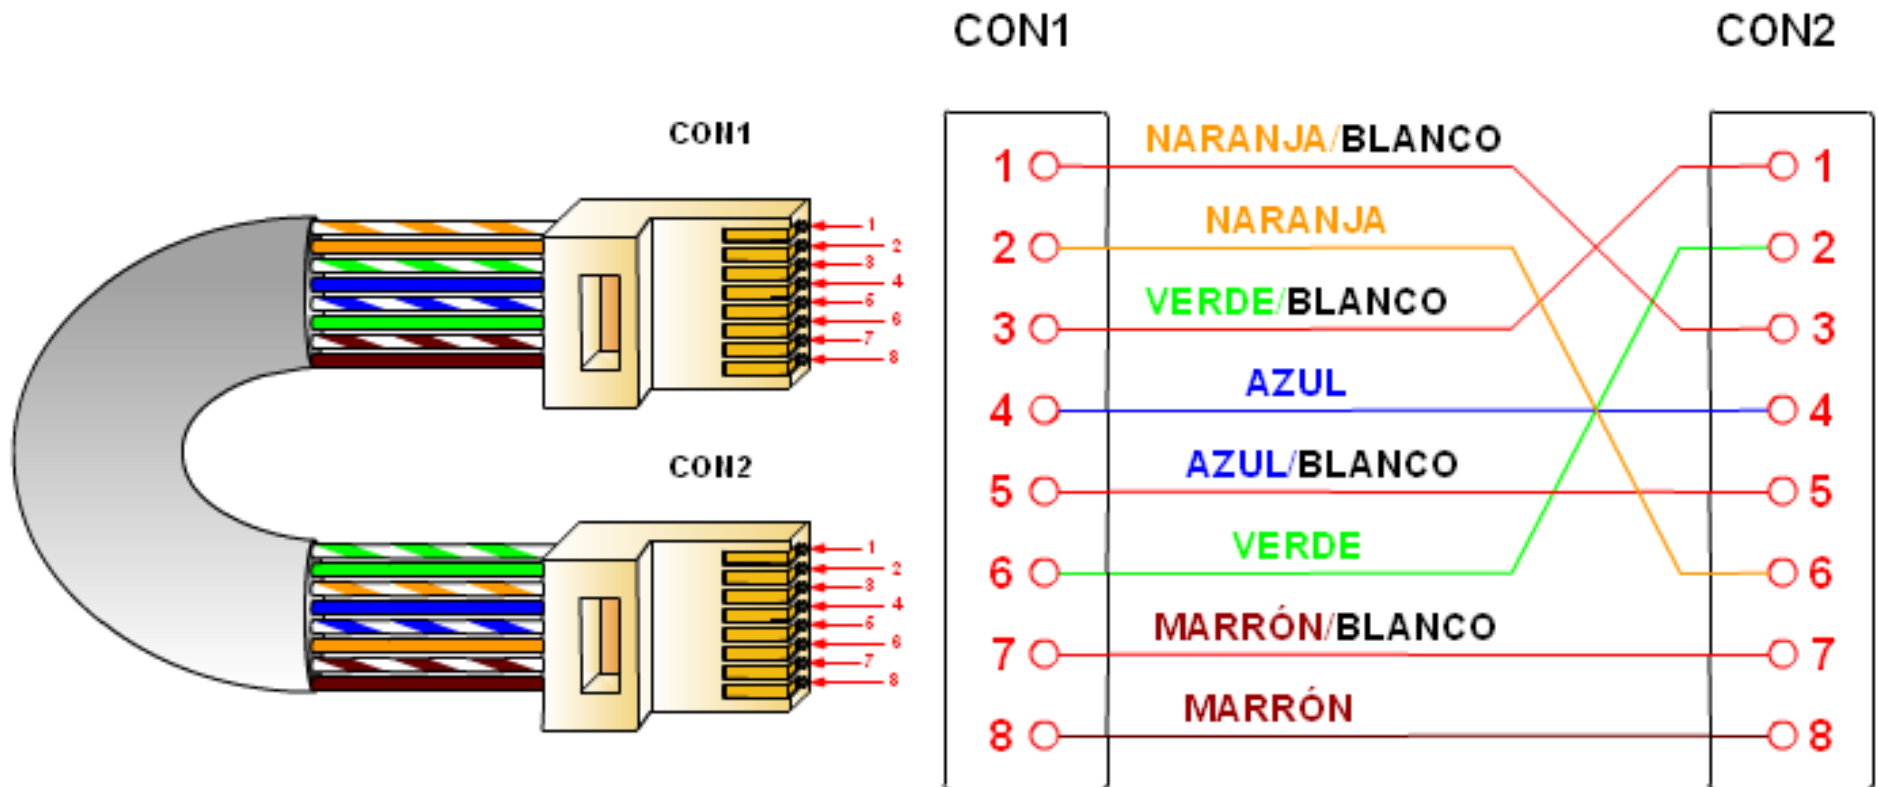 CON1
1
2
3
4
5
6
7
8
CON2
1
2
3
4
5
6
7
8
CON1 CON2
NARANJA/BLANCO
1 1
NARANJA
2 2
VERDE/BLANCO
3 3
AZUL
4 4
AZUL/BLANCO
5 5
VERDE
6 6
MARRÓN/BLANCO
7 7
MARRÓN
8 8